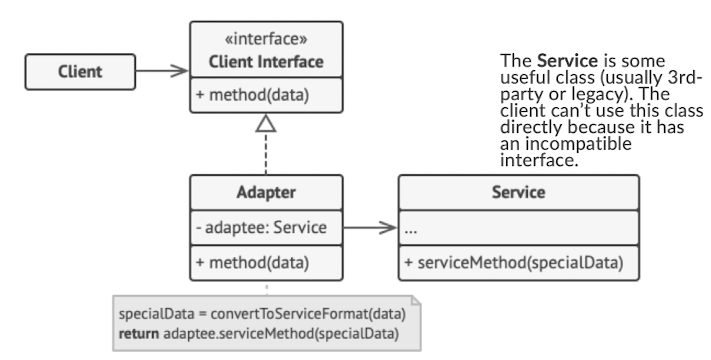 Client
«interface»
Client Interface
+ method(data)
The Service is some
useful class (usually 3rd-
party or legacy). The
client can't use this class
directly because it has
an incompatible
interface.
Adapter
- adaptee: Service
+ method(data)
Service
...
+ serviceMethod(specialData)
specialData = convertToServiceFormat(data)
return adaptee.serviceMethod(specialData)